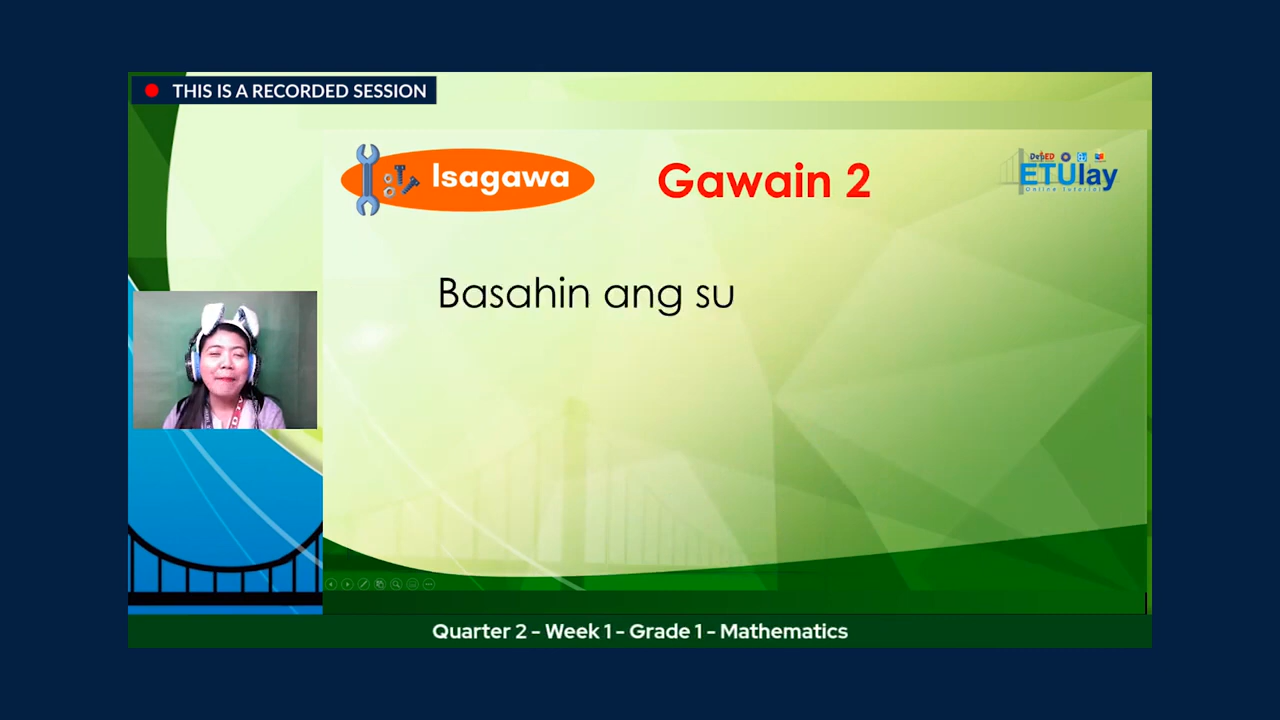 THIS IS A RECORDED SESSION
Isagawa
Gawain 2
DepED
ETUlay
Online Tutorial
Basahin ang su
Quarter 2 - Week 1 - Grade 1 - Mathematics